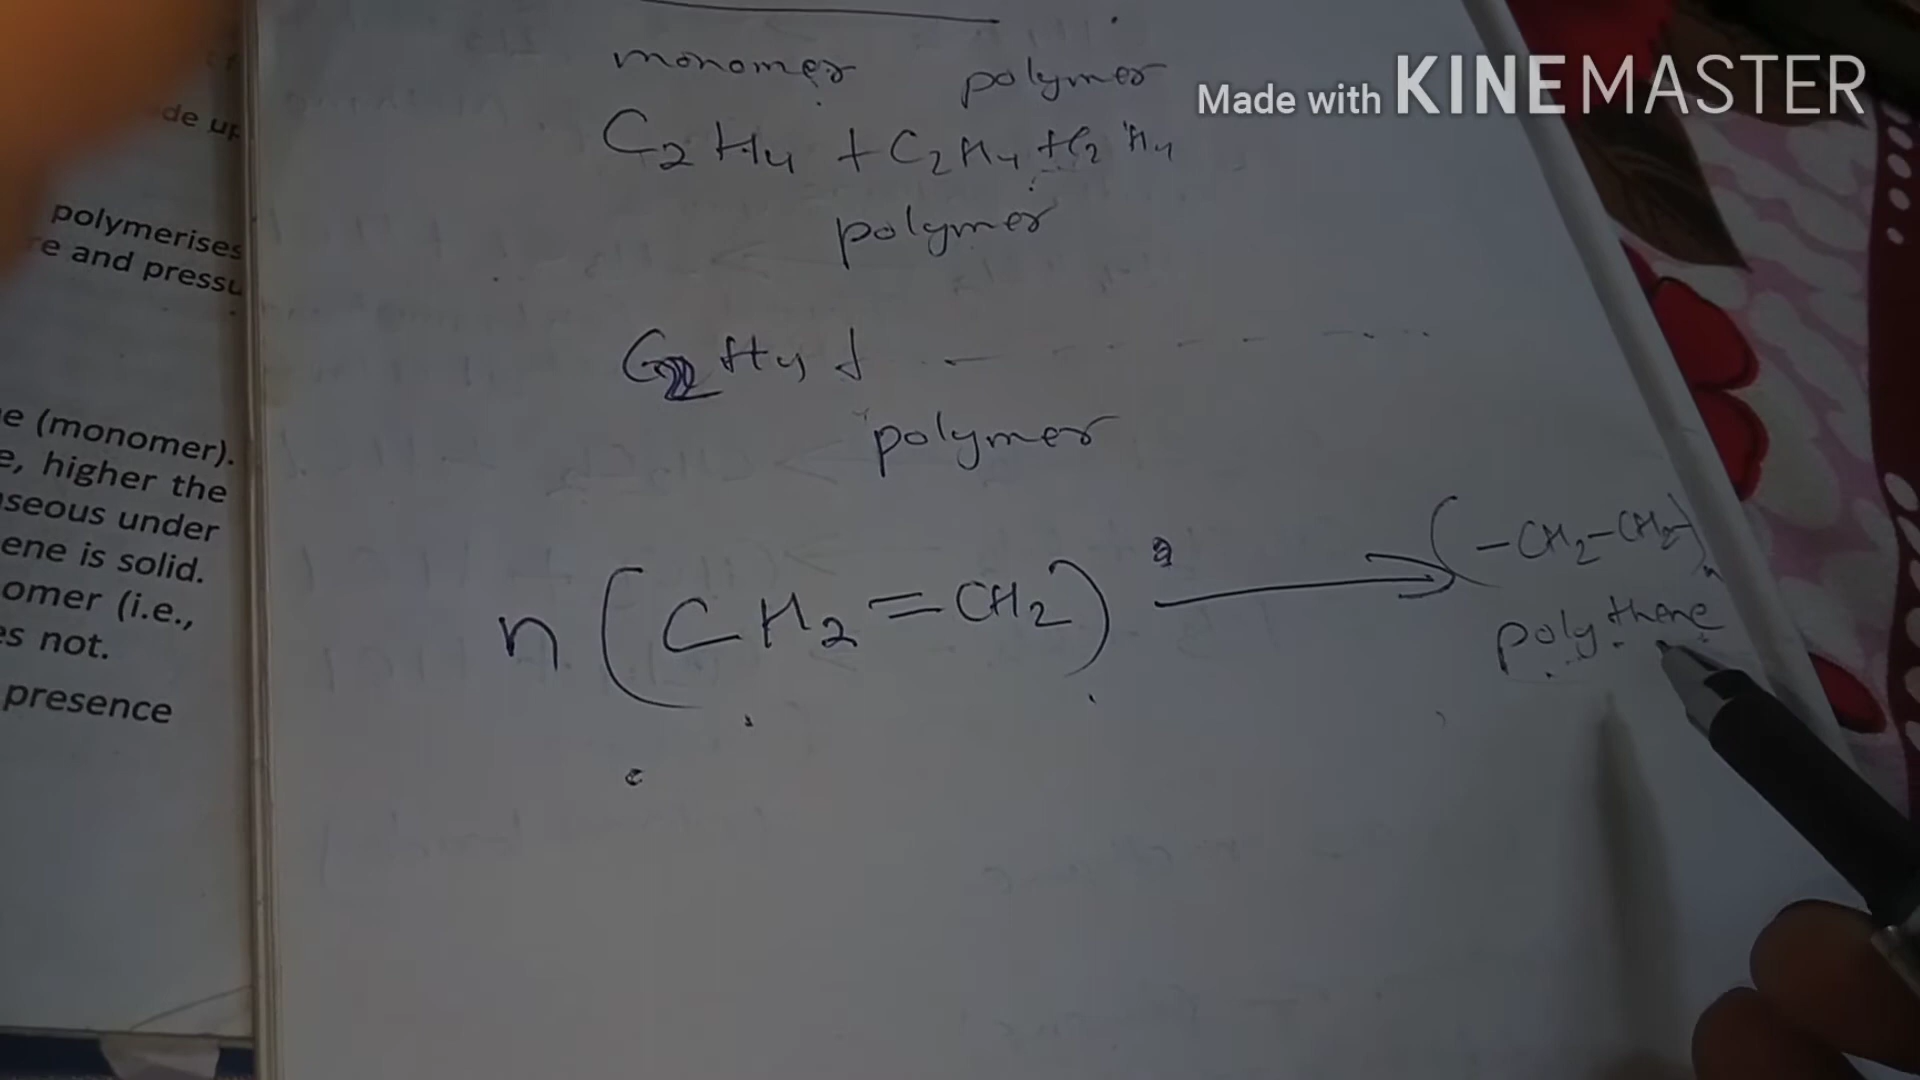 monomer polymer
Made with KINEMASTER
C2H4 + C2H4 + C2H4
polymer
C2H4 +
polymer
n(CH2=CH2) → (-CH2-CH2-)n
polythene
de up
polymerises
e and pressu
e (monomer).
e, higher the
seous under
ene is solid.
omer (i.e.,
es not.
presence